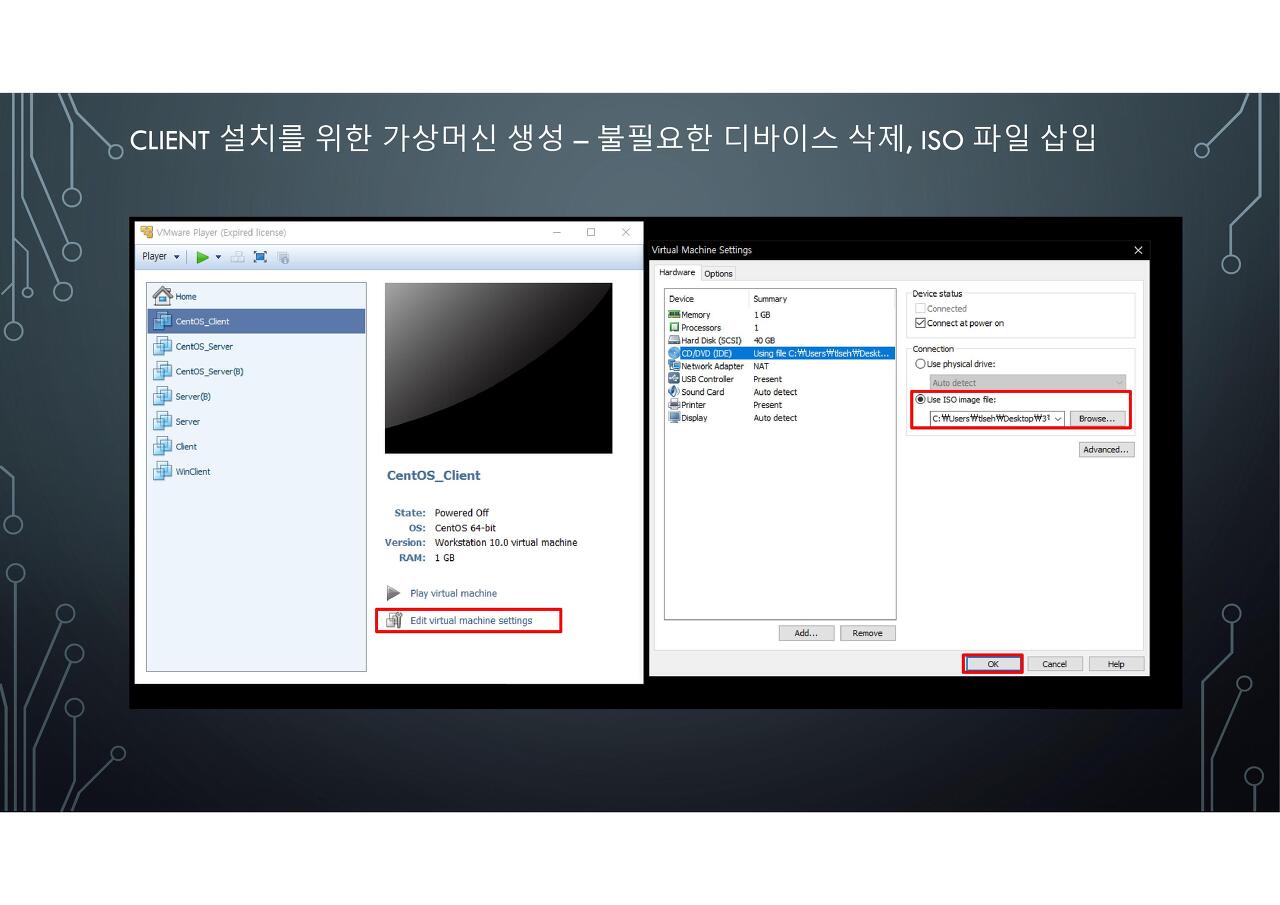 CLIENT 설치를 위한 가상머신 생성 – 불필요한 디바이스 삭제, ISO 파일 삽입
VMware Player (Expired license)
Player
Home
CentOS_Client
CentOS_Server
CentOS_Server(B)
Server(B)
Server
Client
WinClient
CentOS_Client
State: Powered Off
OS: CentOS 64-bit
Version: Workstation 10.0 virtual machine
RAM: 1 GB
Play virtual machine
Edit virtual machine settings
Virtual Machine Settings
Hardware Options
Device Summary
Memory 1 GB
Processors 1
Hard Disk (SCSI) 40 GB
CD/DVD (IDE) Using file C:₩Users₩tlseh₩Deskt...
Network Adapter NAT
USB Controller Present
Sound Card Auto detect
Printer Present
Display Auto detect
Add... Remove
Device status
Connected
Connect at power on
Connection
Use physical drive:
Auto detect
Use ISO image file:
C:₩Users₩tlseh₩Desktop₩3 Browse...
Advanced...
OK Cancel Help